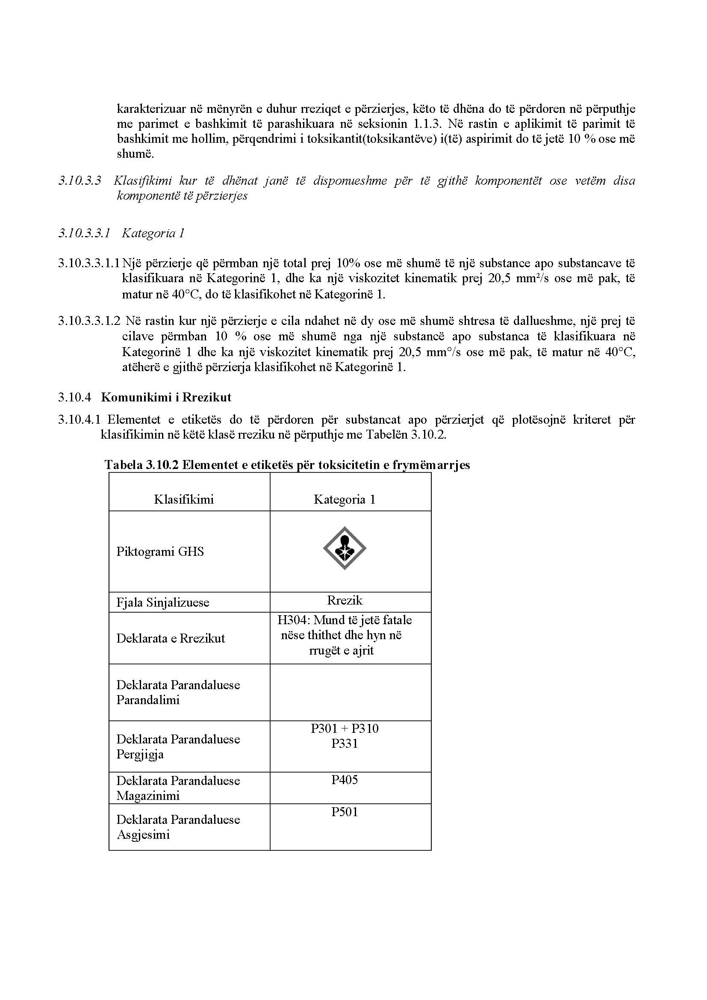 karakterizuar në mënyrën e duhur rreziqet e përzierjes, këto të dhëna do të përdoren në përputhje
me parimet e bashkimit të parashikuara në seksionin 1.1.3. Në rastin e aplikimit të parimit të
bashkimit me hollim, përqendrimi i toksikantit(toksikantëve) i(të) aspirimit do të jetë 10 % ose më
shumë.
3.10.3.3 Klasifikimi kur të dhënat janë të disponueshme për të gjithë komponentët ose vetëm disa
komponentë të përzierjes
3.10.3.3.1 Kategoria 1
3.10.3.3.1.1 Një përzierje që përmban një total prej 10% ose më shumë të një substance apo substancave të
klasifikuara në Kategorinë 1, dhe ka një viskozitet kinematik prej 20,5 mm²/s ose më pak, të
matur në 40°C, do të klasifikohet në Kategorinë 1.
3.10.3.3.1.2 Në rastin kur një përzierje e cila ndahet në dy ose më shumë shtresa të dallueshme, një prej të
cilave përmban 10 % ose më shumë nga një substancë apo substanca të klasifikuara në
Kategorinë 1 dhe ka një viskozitet kinematik prej 20,5 mm°/s ose më pak, të matur në 40°C,
atëherë e gjithë përzierja klasifikohet në Kategorinë 1.
3.10.4 Komunikimi i Rrezikut
3.10.4.1 Elementet e etiketës do të përdoren për substancat apo përzierjet që plotësojnë kriteret për
klasifikimin në këtë klasë rreziku në përputhje me Tabelën 3.10.2.
Tabela 3.10.2 Elementet e etiketës për toksicitetin e frymëmarrjes
Klasifikimi Kategoria 1
Piktogrami GHS
Fjala Sinjalizuese Rrezik
Deklarata e Rrezikut H304: Mund të jetë fatale
nëse thithet dhe hyn në
rrugët e ajrit
Deklarata Parandaluese
Parandalimi
Deklarata Parandaluese
Pergjigja
P301 + P310
P331
Deklarata Parandaluese
Magazinimi
P405
Deklarata Parandaluese
Asgjesimi
P501